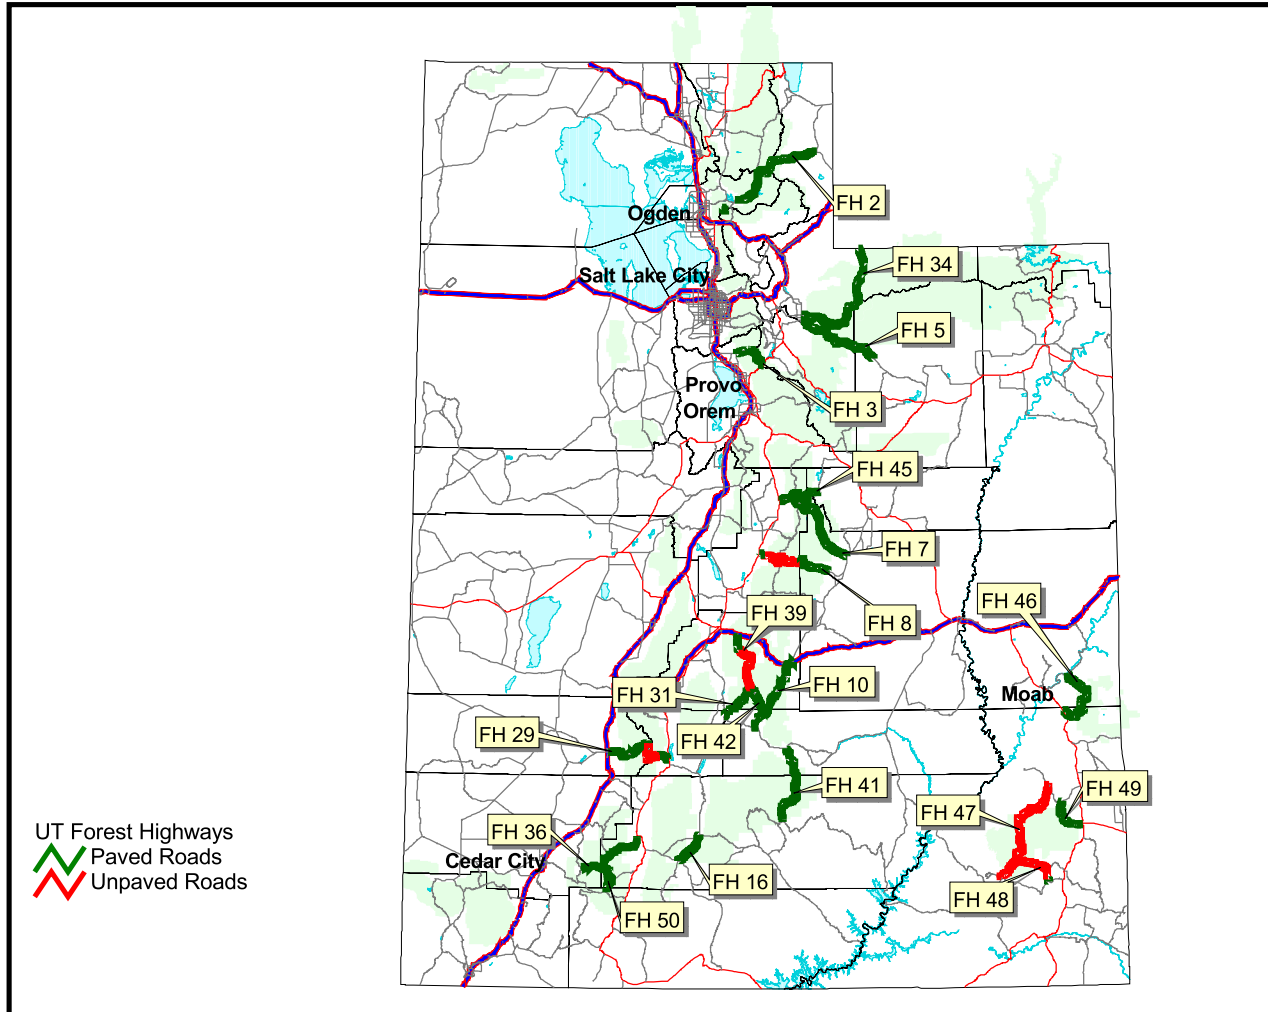 FH 2
Ogden
FH 34
Salt Lake City
FH 5
Provo
Orem
FH 3
FH 45
FH 7
FH 46
FH 39
FH 8
FH 31
FH 10
Moab
FH 42
FH 29
FH 41
FH 49
FH 47
FH 36
UT Forest Highways
Paved Roads
Cedar City
Unpaved Roads
FH 16
FH 48
FH 50